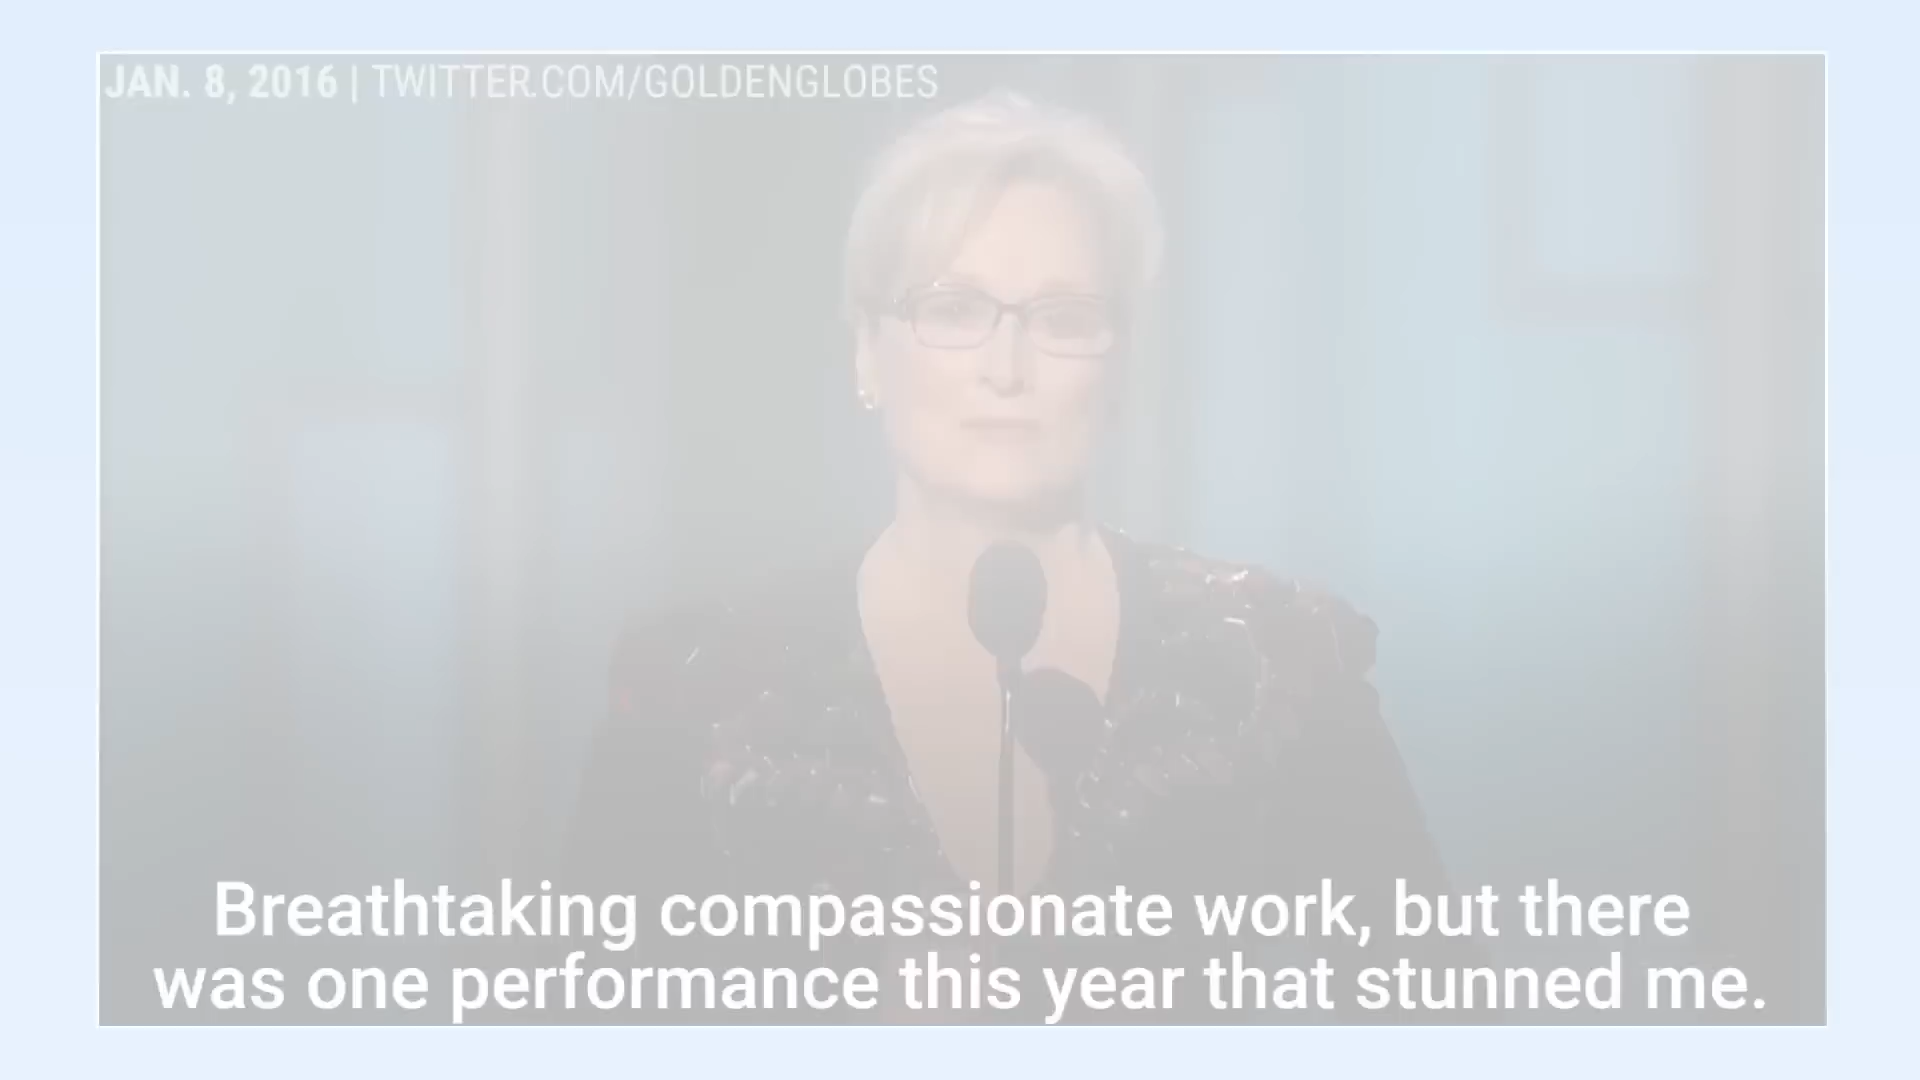 JAN. 8, 2016 | TWITTER.COM/GOLDENGLOBES
Breathtaking compassionate work, but there
was one performance this year that stunned me.